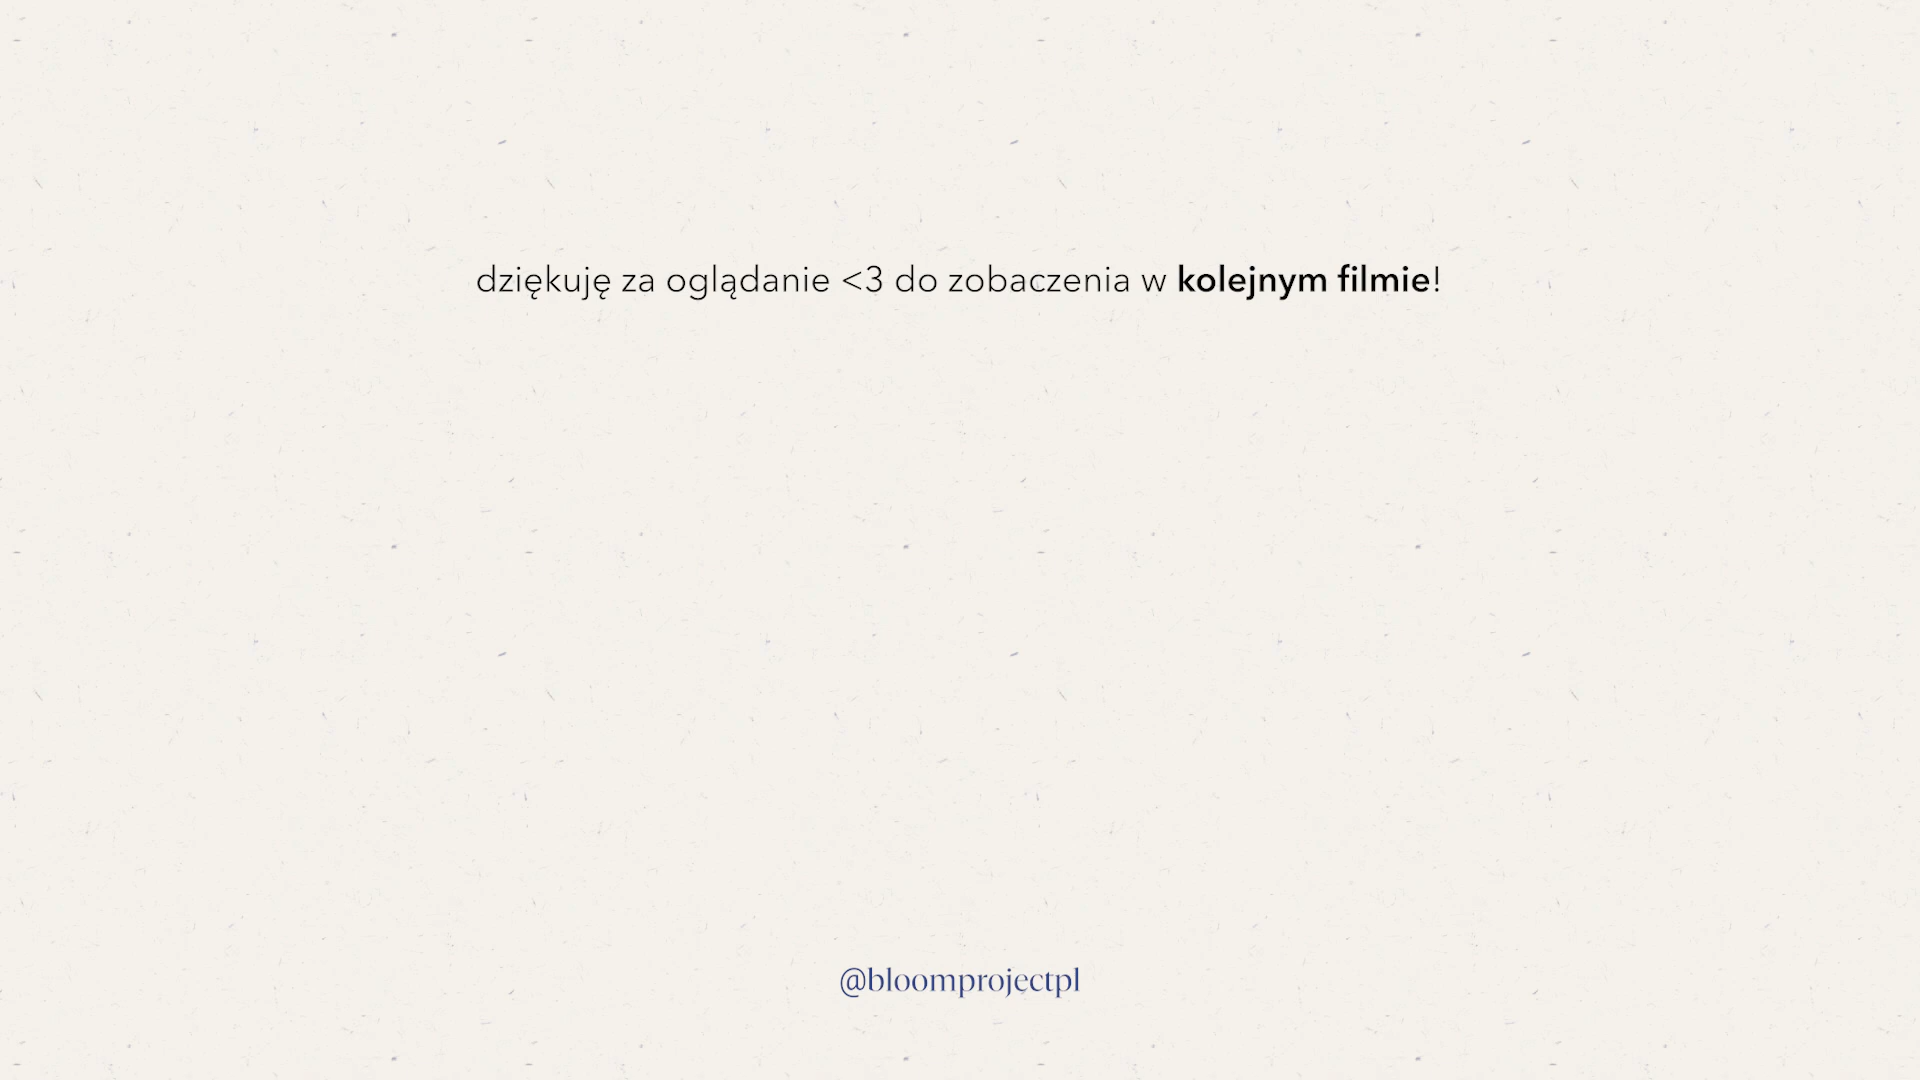 dziękuję za oglądanie <3 do zobaczenia w kolejnym filmie!
@bloomprojectpl